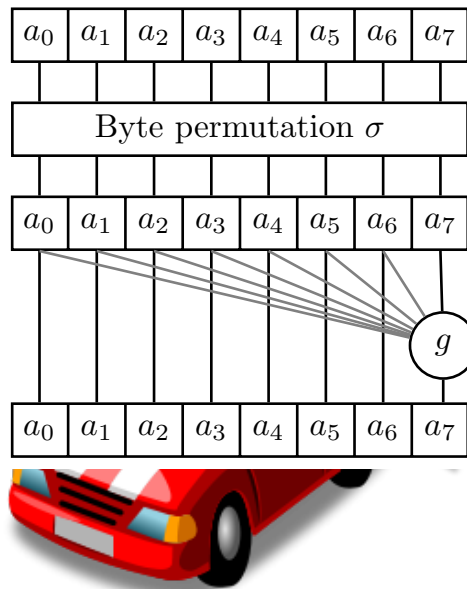 a₀ a₁ a₂ a₃ a₄ a₅ a₆ a₇
Byte permutation σ
a₀ a₁ a₂ a₃ a₄ a₅ a₆ a₇
g
a₀ a₁ a₂ a₃ a₄ a₅ a₆ a₇